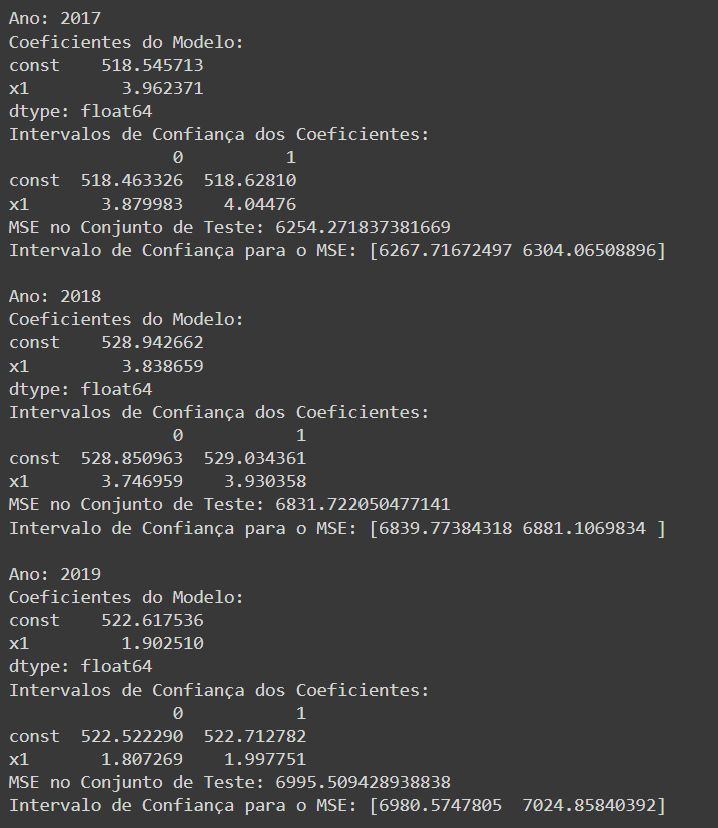 Ano: 2017
Coeficientes do Modelo:
const    518.545713
x1         3.962371
dtype: float64
Intervalos de Confiança dos Coeficientes:
                0          1
const  518.463326  518.62810
x1       3.879983    4.04476
MSE no Conjunto de Teste: 6254.271837381669
Intervalo de Confiança para o MSE: [6267.71672497 6304.06508896]

Ano: 2018
Coeficientes do Modelo:
const    528.942662
x1         3.838659
dtype: float64
Intervalos de Confiança dos Coeficientes:
                0           1
const  528.850963  529.034361
x1       3.746959    3.930358
MSE no Conjunto de Teste: 6831.722050477141
Intervalo de Confiança para o MSE: [6839.77384318 6881.1069834 ]

Ano: 2019
Coeficientes do Modelo:
const    522.617536
x1         1.902510
dtype: float64
Intervalos de Confiança dos Coeficientes:
                0           1
const  522.522290  522.712782
x1       1.807269    1.997751
MSE no Conjunto de Teste: 6995.509428938838
Intervalo de Confiança para o MSE: [6980.5747805  7024.85840392]